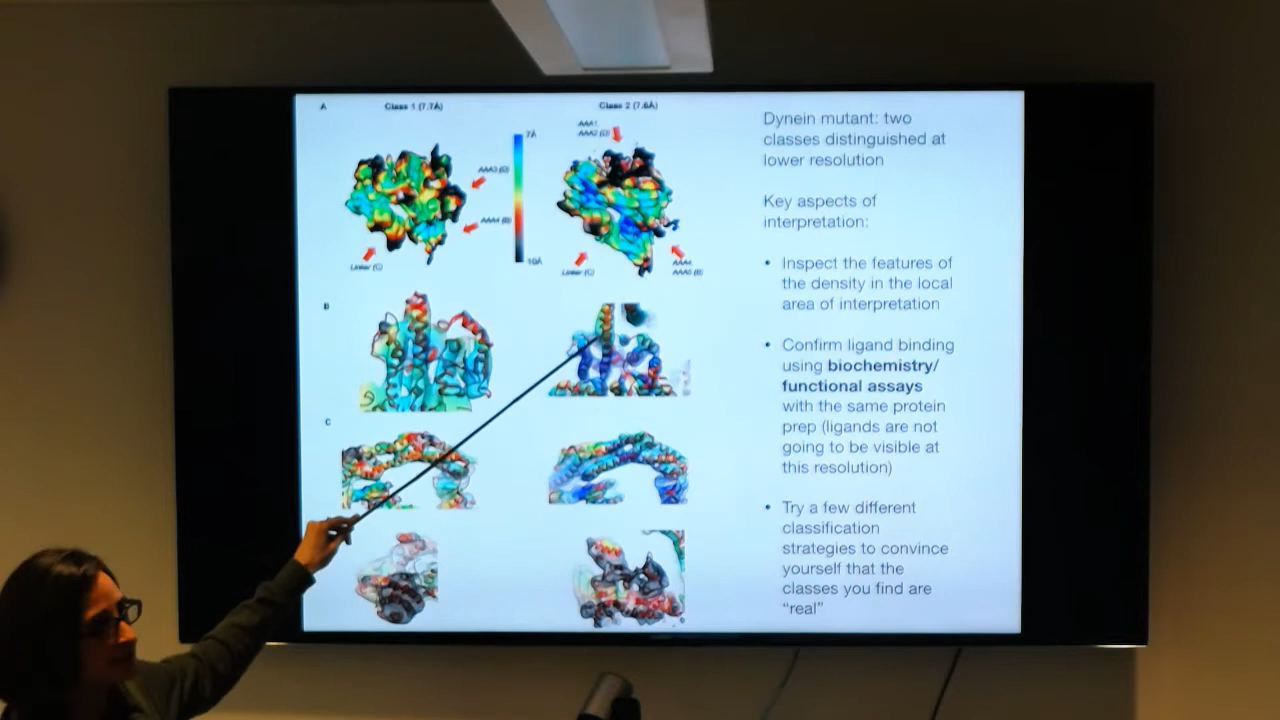 A
Class 1 (7.7Å)
Class 2 (7.6Å)
AAA1,
AAA2 (D)
7Å
AAA3 (D)
AAA4 (B)
10Å
Linker (C)
Linker (C)
AAA4,
AAA5 (B)
B
C
Dynein mutant: two
classes distinguished at
lower resolution
Key aspects of
interpretation:
• Inspect the features of
the density in the local
area of interpretation
• Confirm ligand binding
using biochemistry/
functional assays
with the same protein
prep (ligands are not
going to be visible at
this resolution)
• Try a few different
classification
strategies to convince
yourself that the
classes you find are
“real”